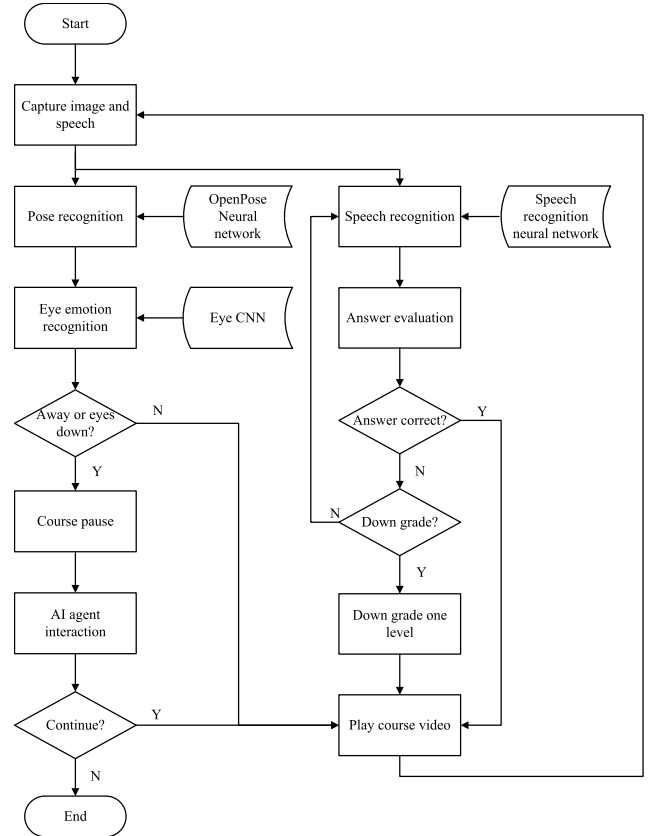 Start
Capture image and
speech
Pose recognition
OpenPose
Neural
network
Speech recognition
Speech
recognition
neural network
Eye emotion
recognition
Eye CNN
Answer evaluation
Away or eyes
down?
N
Y
Answer correct?
Y
N
Course pause
Down grade?
N
Y
AI agent
interaction
Down grade one
level
Continue?
Y
N
Play course video
End